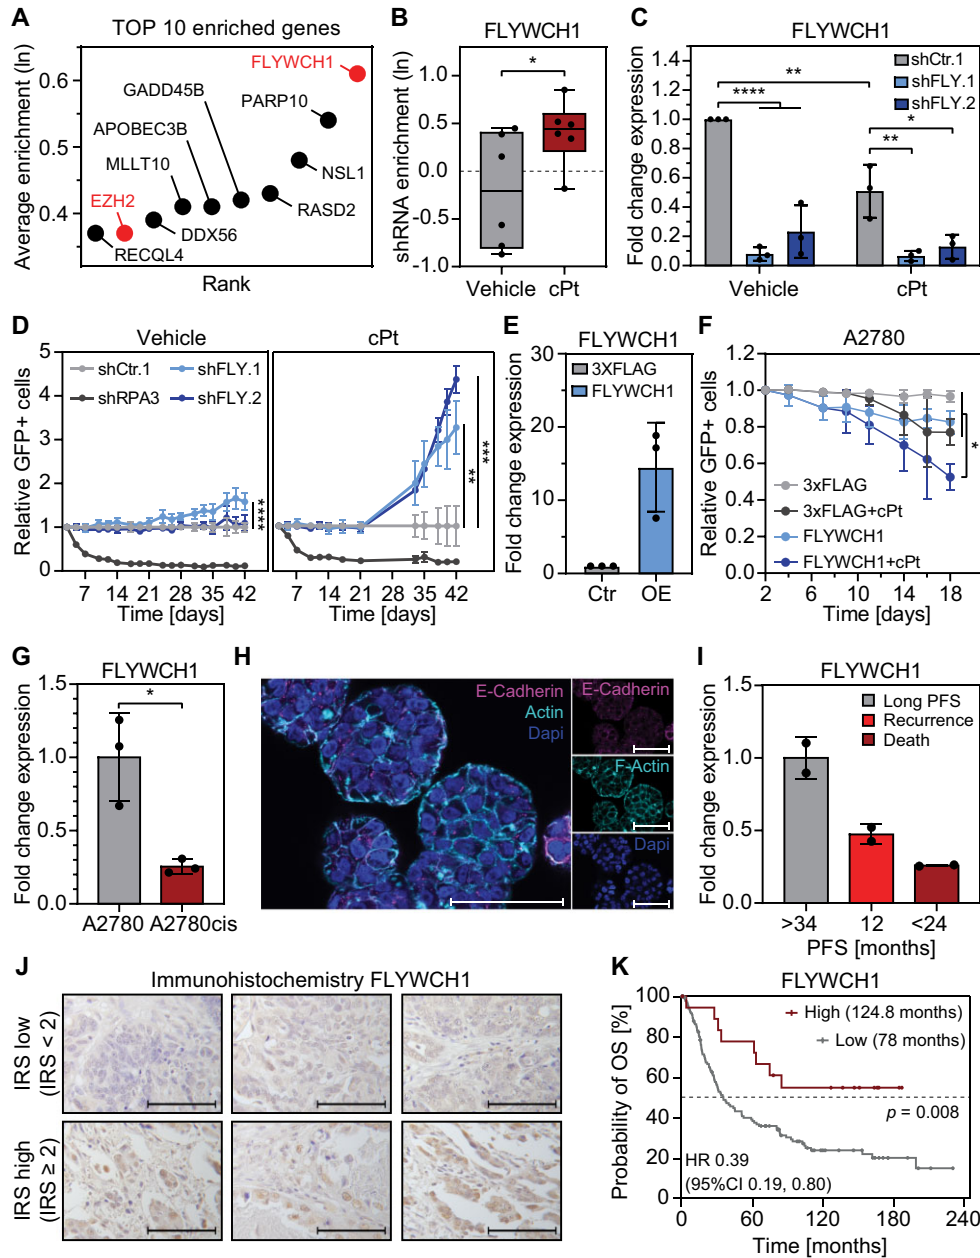 A
TOP 10 enriched genes
Average enrichment (ln)
0.6
0.5
0.4
FLYWCH1
GADD45B
PARP10
APOBEC3B
MLLT10
NSL1
EZH2
RASD2
DDX56
RECQL4
Rank
B
FLYWCH1
shRNA enrichment (ln)
1.0
0.5
0.0
-0.5
-1.0
*
Vehicle cPt
C
FLYWCH1
Fold change expression
1.4
1.2
1.0
0.8
0.6
0.4
0.2
0.0
shCtr.1
shFLY.1
shFLY.2
**
****
*
**
Vehicle
cPt
D
Vehicle
cPt
Relative GFP+ cells
5
4
3
2
1
0
shCtr.1
shFLY.1
shRPA3
shFLY.2
****
***
**
7 14 21 28 35 42
7 14 21 28 35 42
Time [days]
Time [days]
E
FLYWCH1
Fold change expression
30
20
10
0
3XFLAG
FLYWCH1
Ctr OE
F
A2780
Relative GFP+ cells
1.2
1.0
0.8
0.6
0.4
0.2
0.0
3xFLAG
3xFLAG+cPt
FLYWCH1
FLYWCH1+cPt
*
2 6 10 14 18
Time [days]
G
FLYWCH1
Fold change expression
1.5
1.0
0.5
0.0
*
A2780 A2780cis
H
E-Cadherin
Actin
Dapi
E-Cadherin
F-Actin
Dapi
I
FLYWCH1
Fold change expression
1.5
1.0
0.5
0.0
Long PFS
Recurrence
Death
>34 12 <24
PFS [months]
J
Immunohistochemistry FLYWCH1
IRS low
(IRS < 2)
IRS high
(IRS ≥ 2)
K
FLYWCH1
Probability of OS [%]
100
80
60
40
20
0
High (124.8 months)
Low (78 months)
p = 0.008
HR 0.39
(95%CI 0.19, 0.80)
0 60 120 180 240
Time [months]